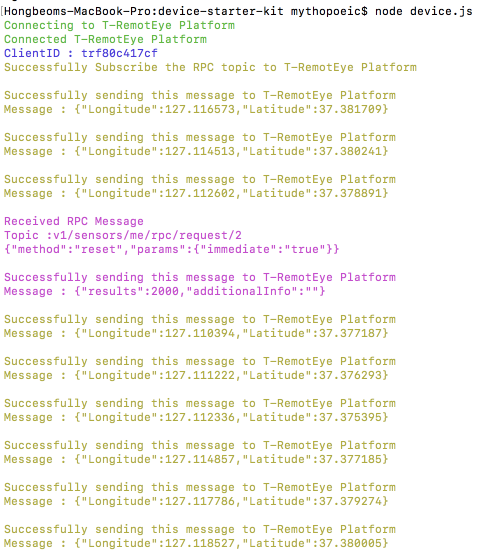 Hongbeoms-MacBook-Pro:device-starter-kit mythopoeic$ node device.js
Connecting to T-RemotEye Platform
Connected T-RemotEye Platform
ClientID : trf80c417cf
Successfully Subscribe the RPC topic to T-RemotEye Platform
Successfully sending this message to T-RemotEye Platform
Message : {"Longitude":127.116573,"Latitude":37.381709}
Successfully sending this message to T-RemotEye Platform
Message : {"Longitude":127.114513,"Latitude":37.380241}
Successfully sending this message to T-RemotEye Platform
Message : {"Longitude":127.112602,"Latitude":37.378891}
Received RPC Message
Topic :v1/sensors/me/rpc/request/2
{"method":"reset","params":{"immediate":"true"}}
Successfully sending this message to T-RemotEye Platform
Message : {"results":2000,"additionalInfo":""}
Successfully sending this message to T-RemotEye Platform
Message : {"Longitude":127.110394,"Latitude":37.377187}
Successfully sending this message to T-RemotEye Platform
Message : {"Longitude":127.111222,"Latitude":37.376293}
Successfully sending this message to T-RemotEye Platform
Message : {"Longitude":127.112336,"Latitude":37.375395}
Successfully sending this message to T-RemotEye Platform
Message : {"Longitude":127.114857,"Latitude":37.377185}
Successfully sending this message to T-RemotEye Platform
Message : {"Longitude":127.117786,"Latitude":37.379274}
Successfully sending this message to T-RemotEye Platform
Message : {"Longitude":127.118527,"Latitude":37.380005}